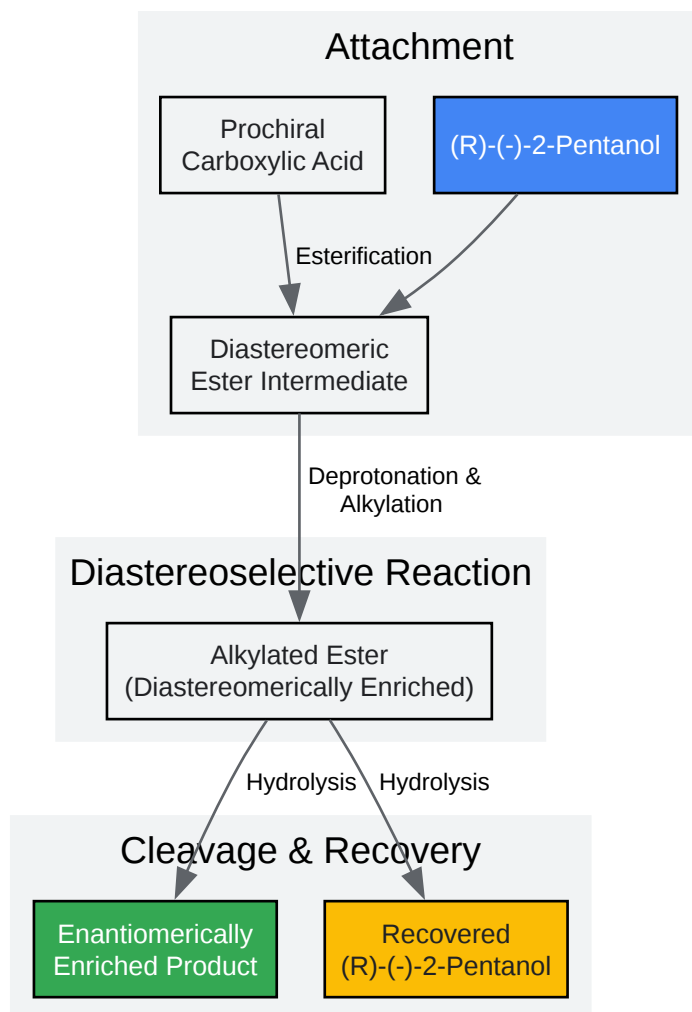 Attachment
Prochiral
Carboxylic Acid
(R)-(-)-2-Pentanol
Esterification
Diastereomeric
Ester Intermediate
Deprotonation &
Alkylation
Diastereoselective Reaction
Alkylated Ester
(Diastereomerically Enriched)
Hydrolysis
Hydrolysis
Cleavage & Recovery
Enantiomerically
Enriched Product
Recovered
(R)-(-)-2-Pentanol